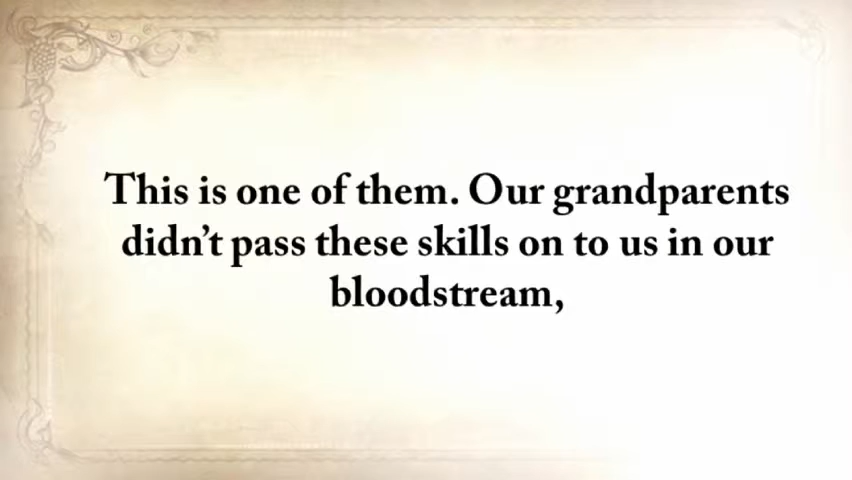 This is one of them. Our grandparents
didn’t pass these skills on to us in our
bloodstream,